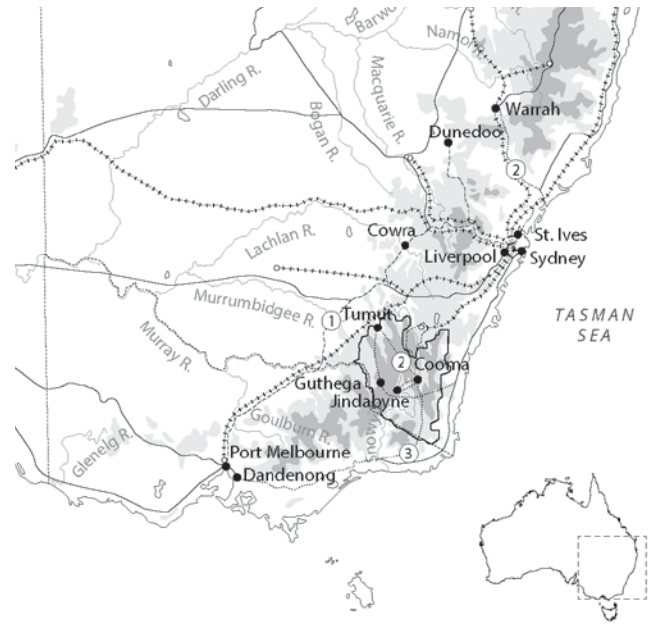 Barwo
Namoi
Darling R.
Macquarie R.
Bogan R.
Warrah
Dunedoo
2
Cowra
St. Ives
Lachlan R.
Liverpool
Sydney
TASMAN
SEA
Murrumbidgee R.
1
Tumut
Murray R.
2
Cooma
Guthega
Jindabyne
Goulburn R.
Glenelg R.
3
Port Melbourne
Dandenong